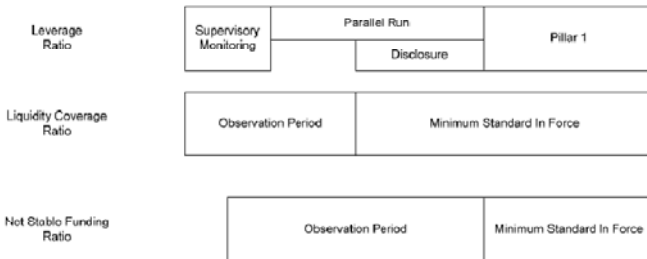 Leverage
Ratio
Supervisory
Monitoring
Parallel Run
Disclosure
Pillar 1
Liquidity Coverage
Ratio
Observation Period
Minimum Standard In Force
Net Stable Funding
Ratio
Observation Period
Minimum Standard In Force